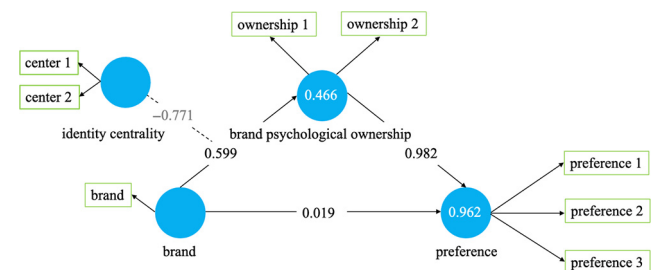 ownership 1
ownership 2
center 1
center 2
0.466
−0.771
identity centrality
brand psychological ownership
0.599
0.982
preference 1
brand
0.019
0.962
preference 2
brand
preference
preference 3